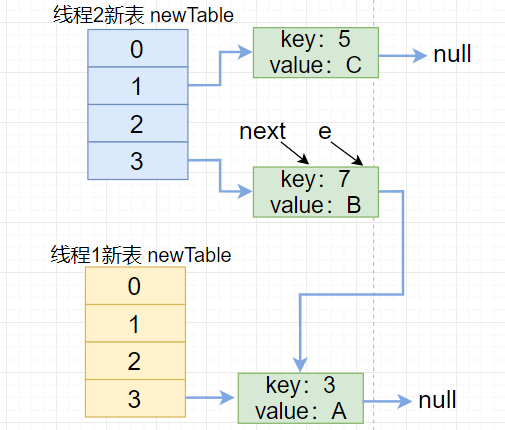 线程2新表 newTable
0
1
2
3
key：5
value：C
null
next
e
key：7
value：B
线程1新表 newTable
0
1
2
3
key：3
value：A
null